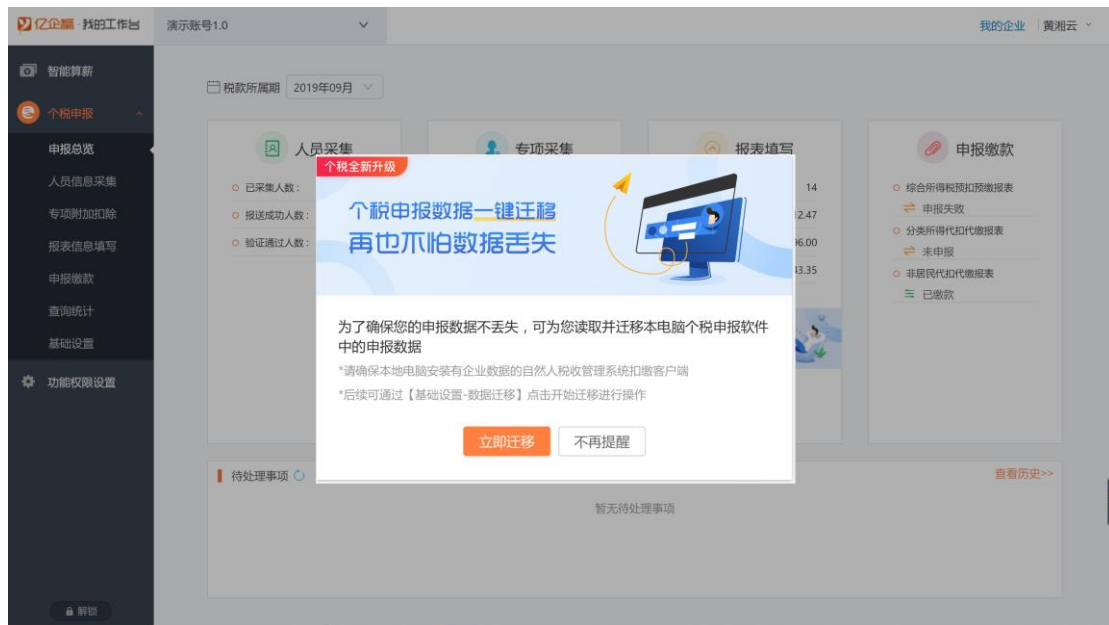 亿企赢·我的工作台
演示账号1.0
我的企业 黄湘云
智能算薪
个税申报
申报总览
人员信息采集
专项附加扣除
报表信息填写
申报缴款
查询统计
基础设置
功能权限设置
解锁
税款所属期 2019年09月
人员采集
已采集人数：
报送成功人数：
验证通过人数：
专项采集
报表填写
14
2.47
6.00
3.35
申报缴款
综合所得税预扣预缴报表
申报失败
分类所得代扣代缴报表
未申报
非居民代扣代缴报表
已缴款
个税全新升级
个税申报数据一键迁移
再也不怕数据丢失
为了确保您的申报数据不丢失，可为您读取并迁移本电脑个税申报软件
中的申报数据
*请确保本地电脑安装有企业数据的自然人税收管理系统扣缴客户端
*后续可通过【基础设置-数据迁移】点击开始迁移进行操作
立即迁移 不再提醒
待处理事项
查看历史>>
暂无待处理事项